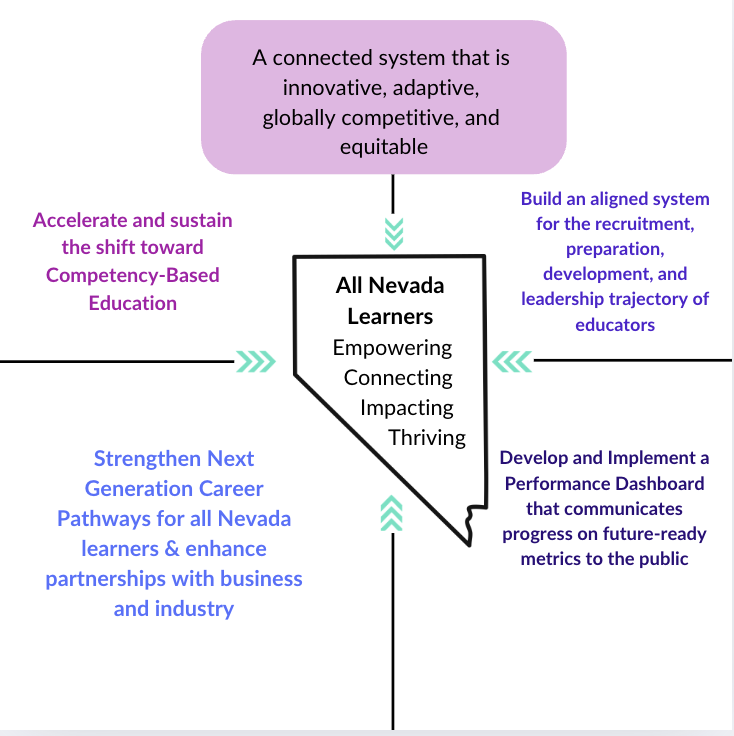 A connected system that is
innovative, adaptive,
globally competitive, and
equitable
Accelerate and sustain
the shift toward
Competency-Based
Education
Build an aligned system
for the recruitment,
preparation,
development, and
leadership trajectory of
educators
All Nevada
Learners
Empowering
Connecting
Impacting
Thriving
Strengthen Next
Generation Career
Pathways for all Nevada
learners & enhance
partnerships with business
and industry
Develop and Implement a
Performance Dashboard
that communicates
progress on future-ready
metrics to the public